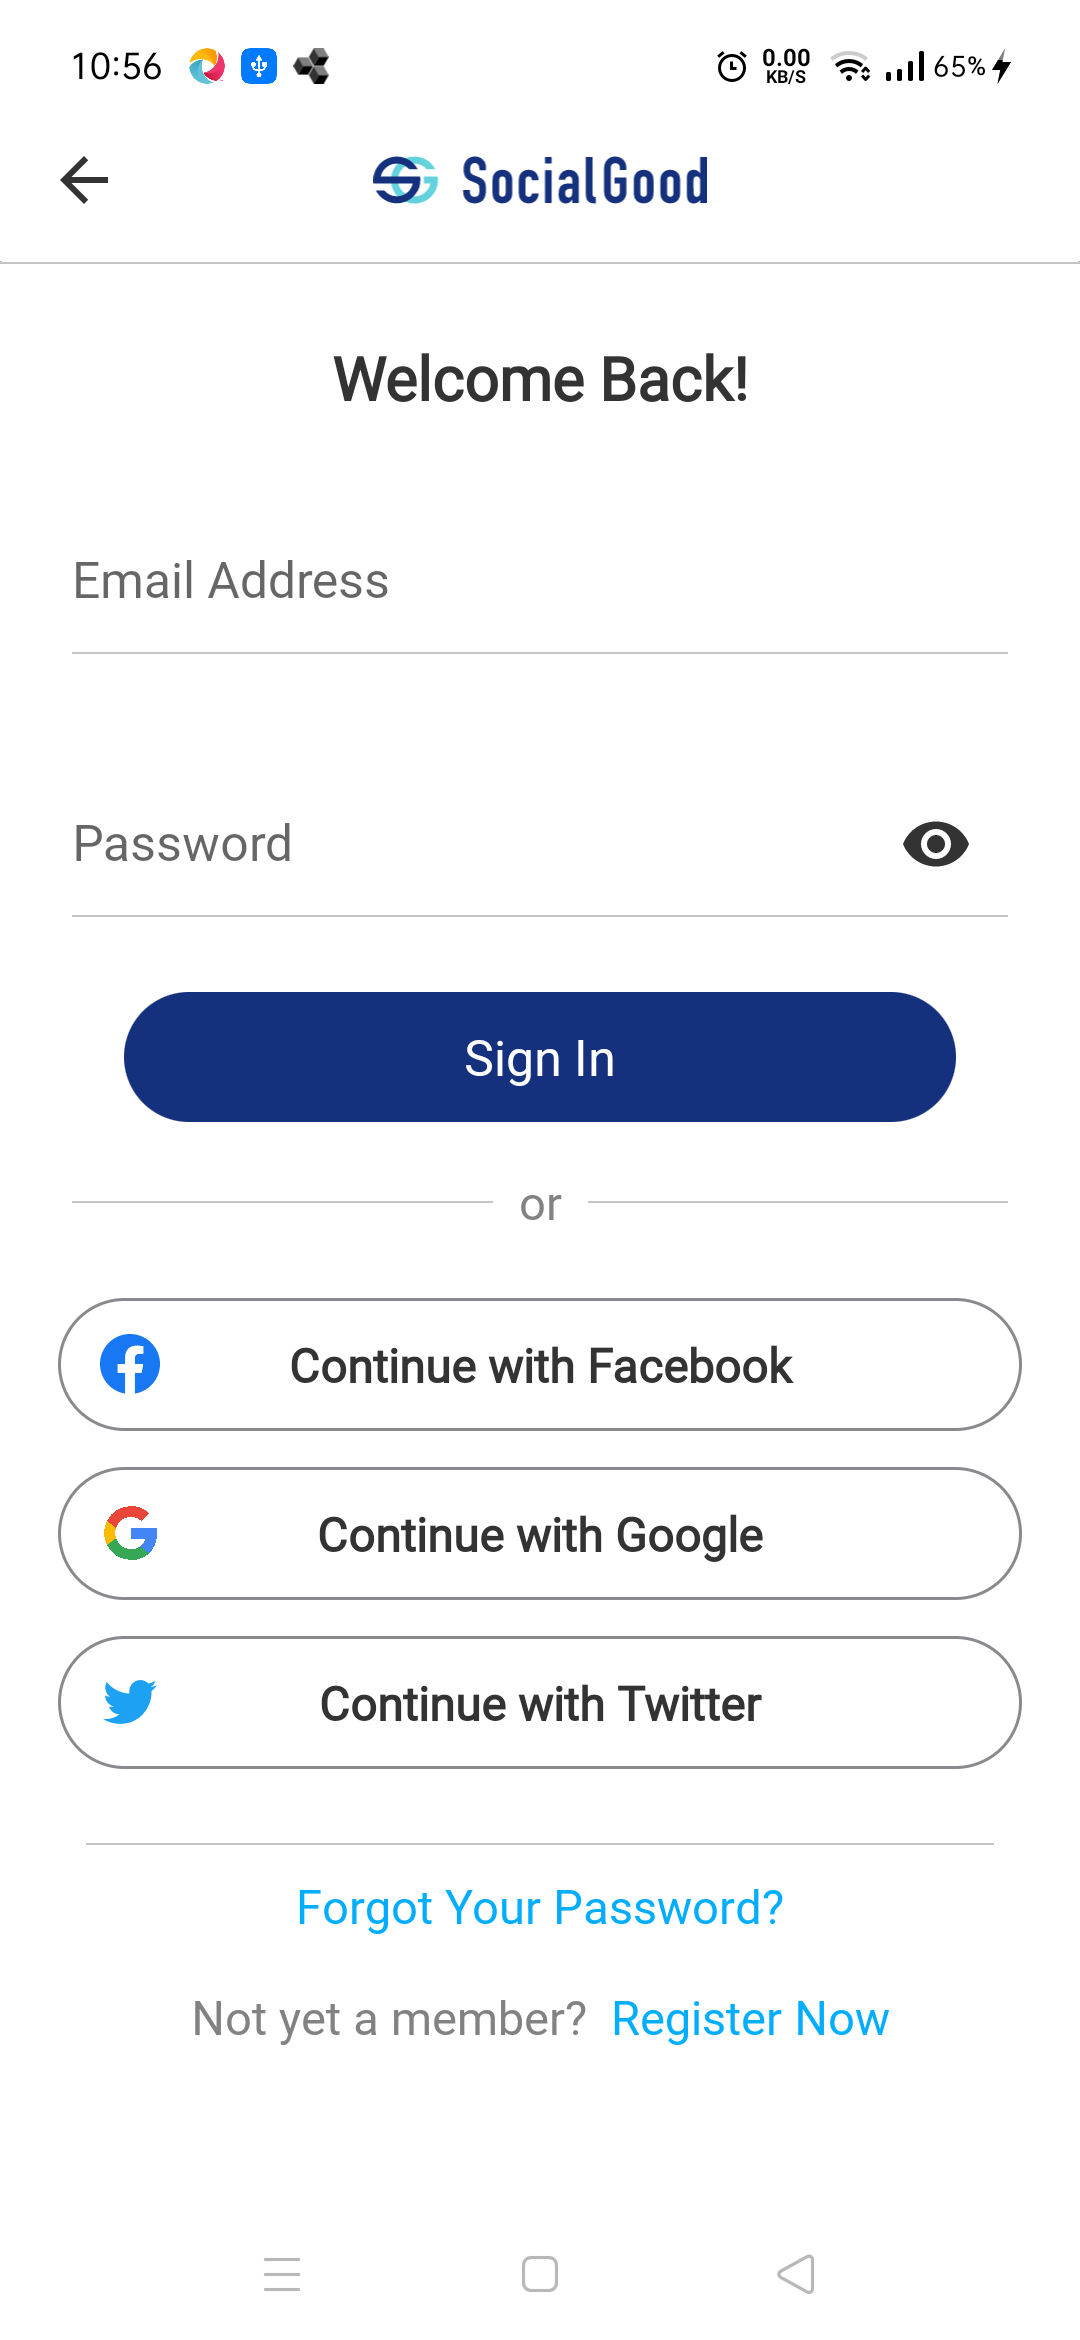 10:56 0.00 KB/S 65%
SocialGood
Welcome Back!
Email Address
Password
Sign In
or
Continue with Facebook
Continue with Google
Continue with Twitter
Forgot Your Password?
Not yet a member? Register Now